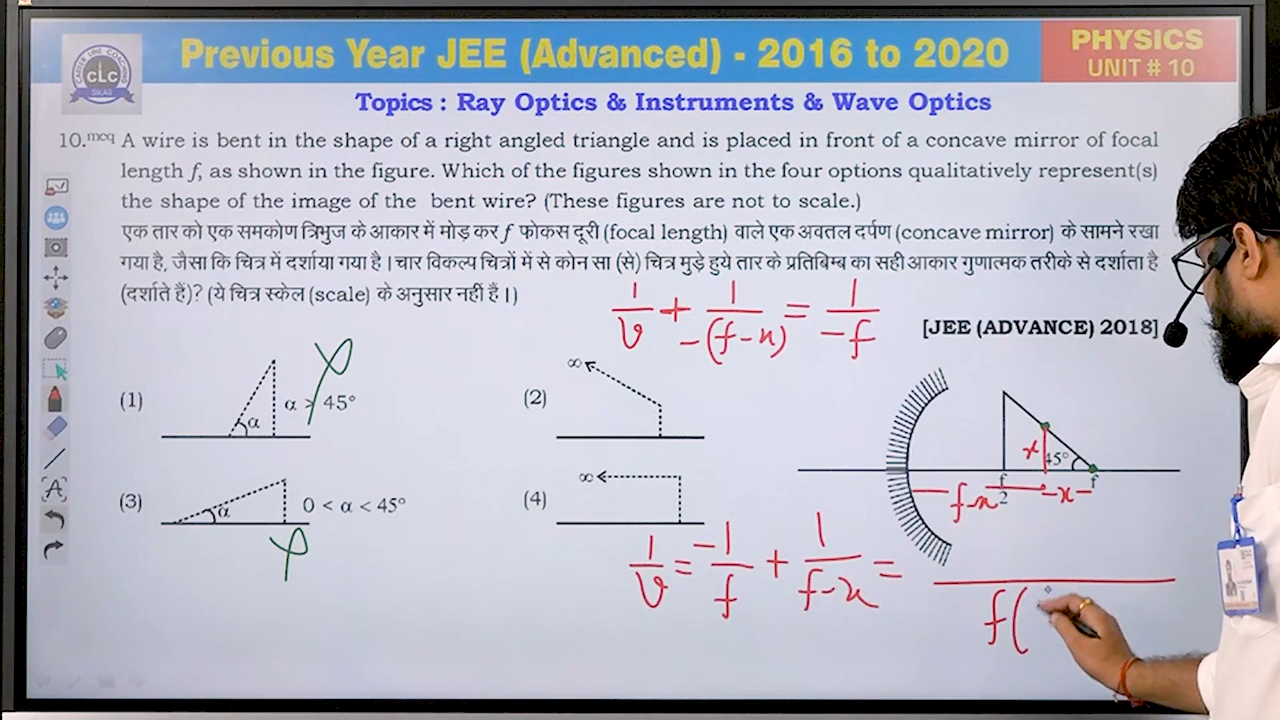 Previous Year JEE (Advanced) - 2016 to 2020
PHYSICS
UNIT # 10
CLC
SIKAR
Topics : Ray Optics & Instruments & Wave Optics
10.mcq A wire is bent in the shape of a right angled triangle and is placed in front of a concave mirror of focal
length f, as shown in the figure. Which of the figures shown in the four options qualitatively represent(s)
the shape of the image of the bent wire? (These figures are not to scale.)
एक तार को एक समकोण त्रिभुज के आकार में मोड़ कर f फोकस दूरी (focal length) वाले एक अवतल दर्पण (concave mirror) के सामने रखा
गया है, जैसा कि चित्र में दर्शाया गया है। चार विकल्प चित्रों में से कोन सा (से) चित्र मुड़े हुये तार के प्रतिबिम्ब का सही आकार गुणात्मक तरीके से दर्शाता है
(दर्शाते हैं)? (ये चित्र स्केल (scale) के अनुसार नहीं हैं।)
1/v + 1/-(f-x) = 1/-f
[JEE (ADVANCE) 2018]
(1) α α > 45°
(2) ∞
x 45°
f/2 f
f-x x
(3) α 0 < α < 45°
(4) ∞
1/v = -1/f + 1/f-x =
f(